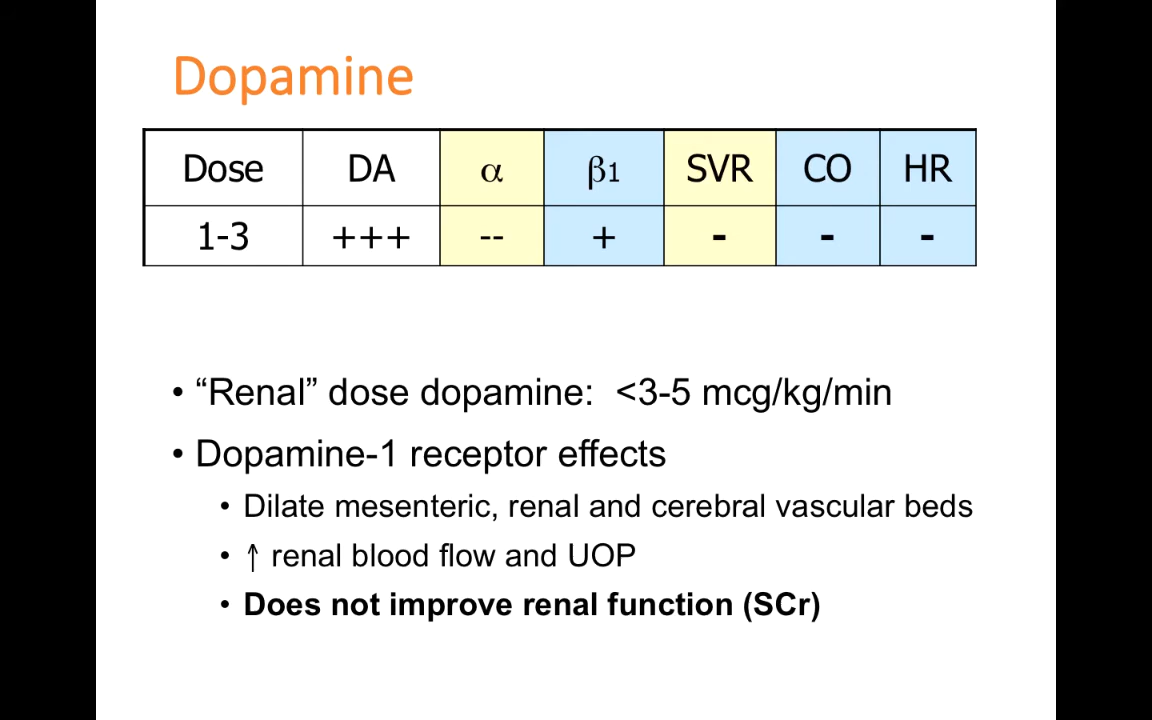 Dopamine
Dose DA α β1 SVR CO HR
1-3 +++ -- + - - -
• “Renal” dose dopamine: <3-5 mcg/kg/min
• Dopamine-1 receptor effects
• Dilate mesenteric, renal and cerebral vascular beds
• ↑ renal blood flow and UOP
• Does not improve renal function (SCr)